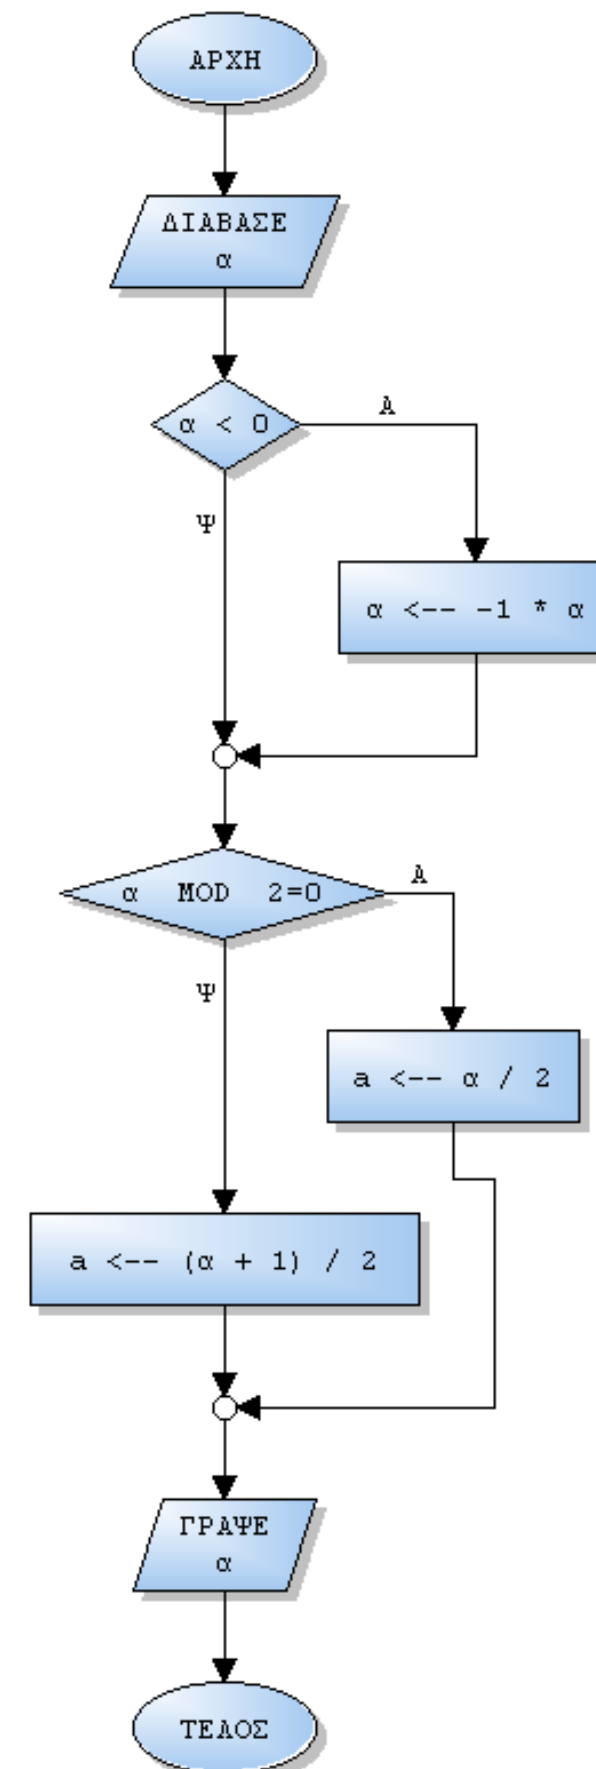 ΑΡΧΗ
ΔΙΑΒΑΣΕ
α
α < 0
Α
Ψ
α <-- -1 * α
α MOD 2=0
Α
Ψ
a <-- α / 2
a <-- (α + 1) / 2
ΓΡΑΨΕ
α
ΤΕΛΟΣ